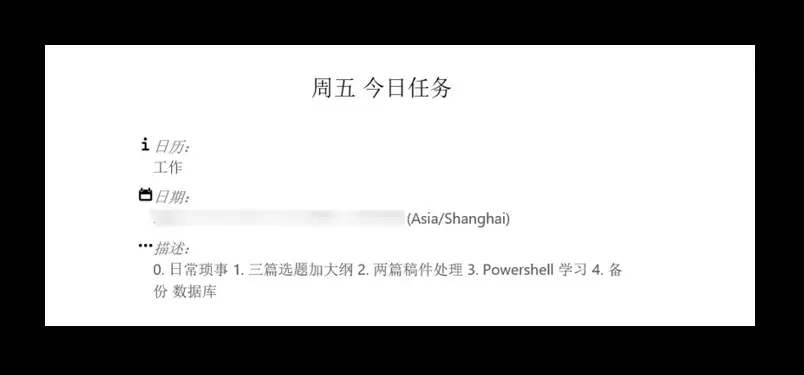 周五 今日任务
日历：
工作
日期：
(Asia/Shanghai)
描述：
0. 日常琐事 1. 三篇选题加大纲 2. 两篇稿件处理 3. Powershell 学习 4. 备
份 数据库